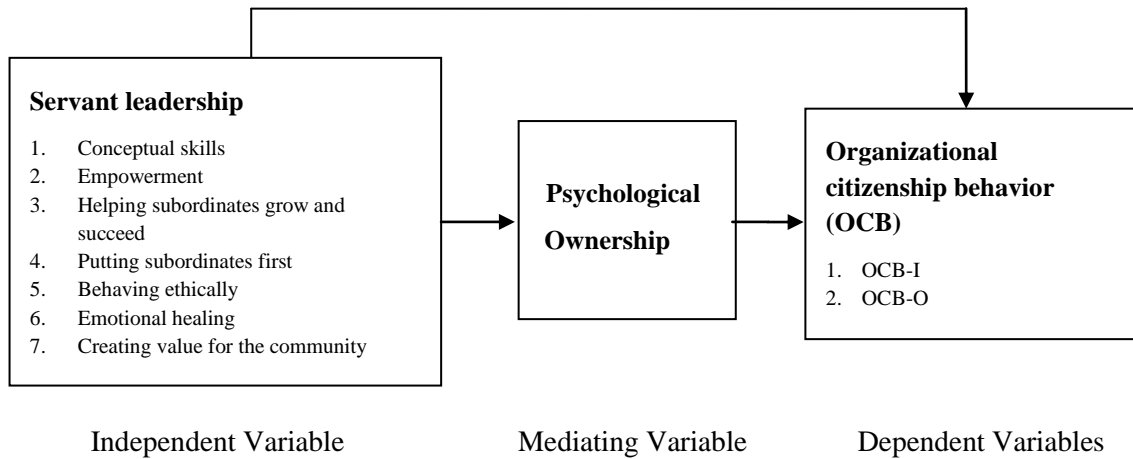 Servant leadership
1. Conceptual skills
2. Empowerment
3. Helping subordinates grow and
succeed
4. Putting subordinates first
5. Behaving ethically
6. Emotional healing
7. Creating value for the community
Psychological
Ownership
Organizational
citizenship behavior
(OCB)
1. OCB-I
2. OCB-O
Independent Variable
Mediating Variable
Dependent Variables